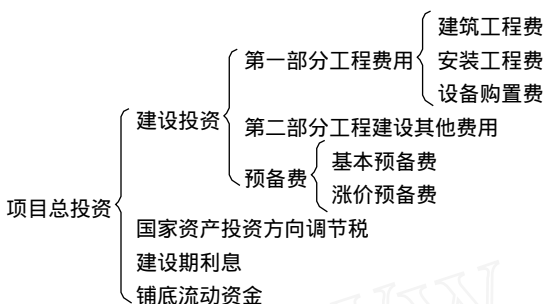 建筑工程费
第一部分工程费用
安装工程费
设备购置费
建设投资
第二部分工程建设其他费用
基本预备费
预备费
涨价预备费
项目总投资
国家资产投资方向调节税
建设期利息
铺底流动资金